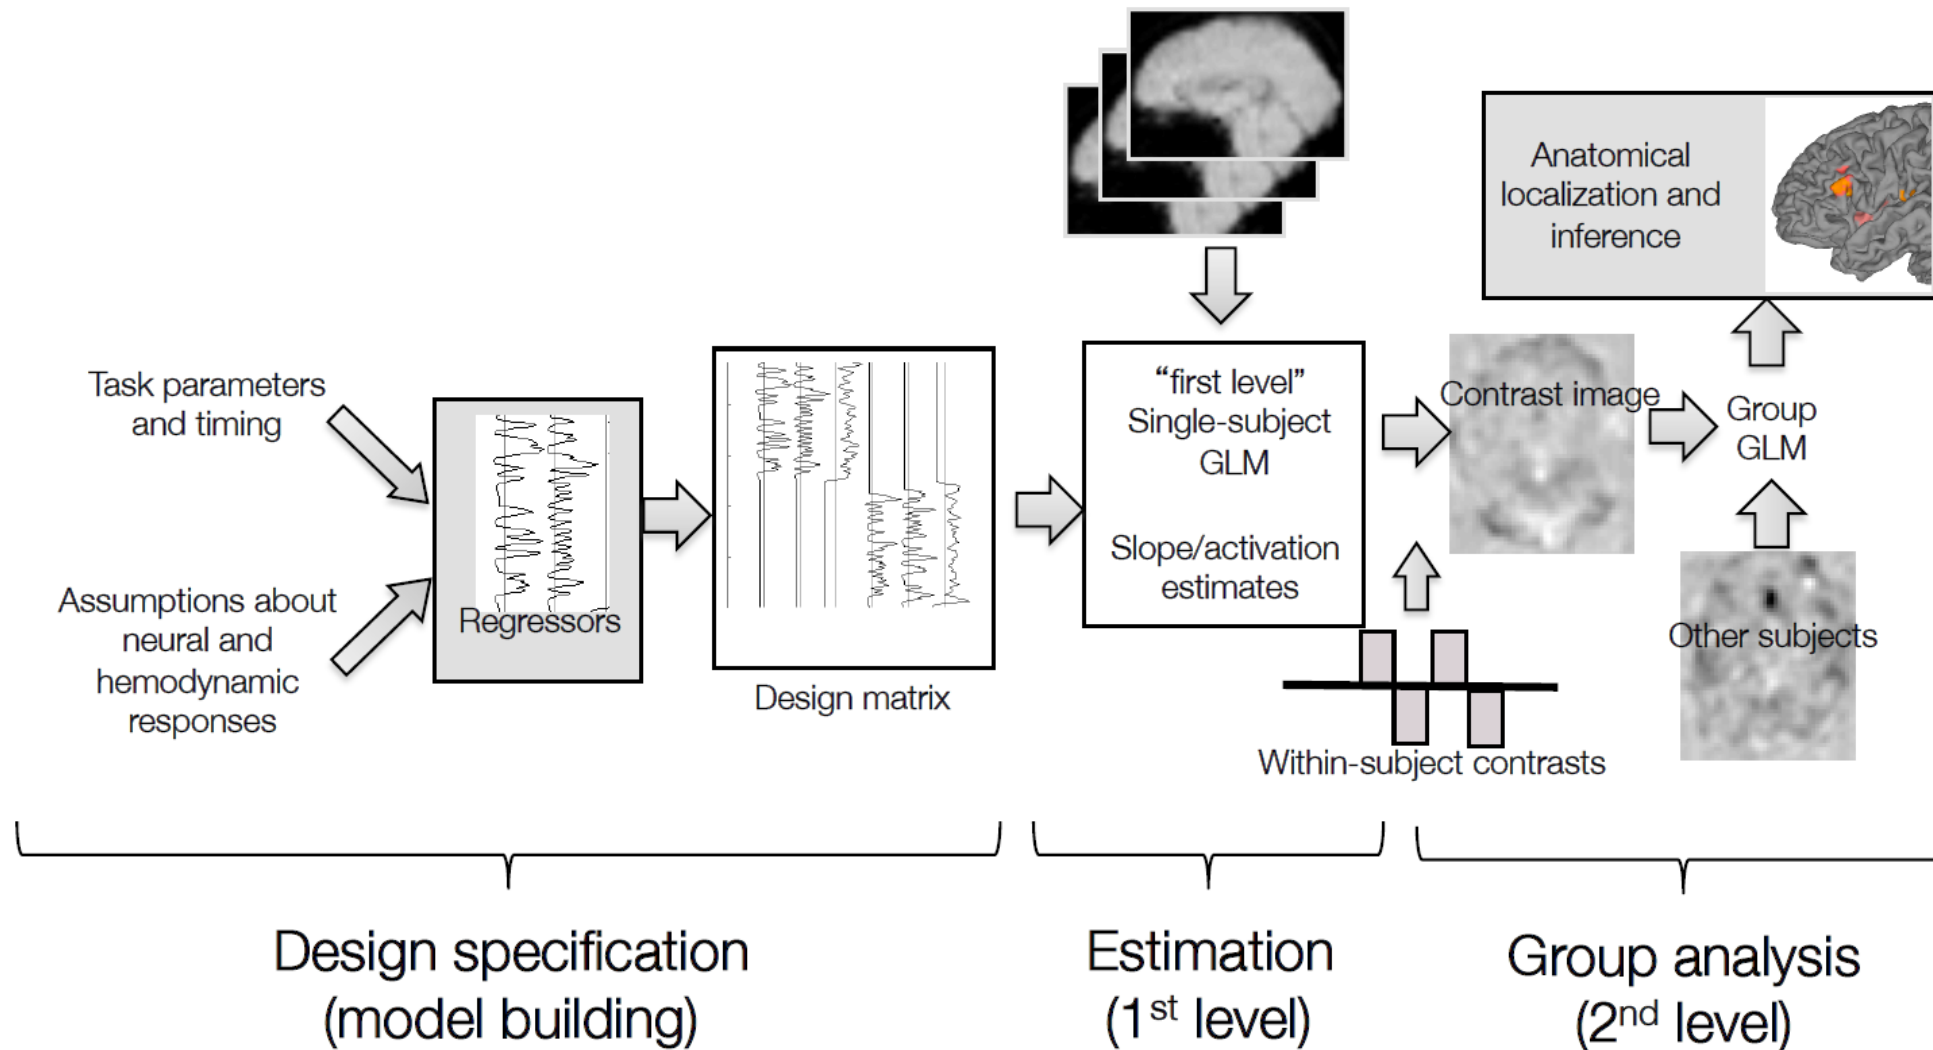 Task parameters
and timing
Assumptions about
neural and
hemodynamic
responses
Regressors
Design matrix
“first level”
Single-subject
GLM
Slope/activation
estimates
Within-subject contrasts
Contrast image
Group
GLM
Other subjects
Anatomical
localization and
inference
Design specification
(model building)
Estimation
(1st level)
Group analysis
(2nd level)